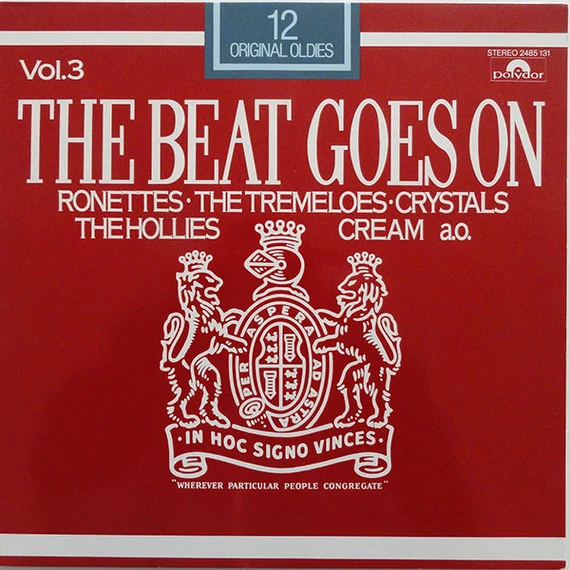 12
ORIGINAL OLDIES
STEREO 2485 131
polydor
Vol.3
THE BEAT GOES ON
RONETTES · THE TREMELOES · CRYSTALS
THE HOLLIES CREAM a.o.
PER ASPERA AD ASTRA
· IN HOC SIGNO VINCES ·
"WHEREVER PARTICULAR PEOPLE CONGREGATE"